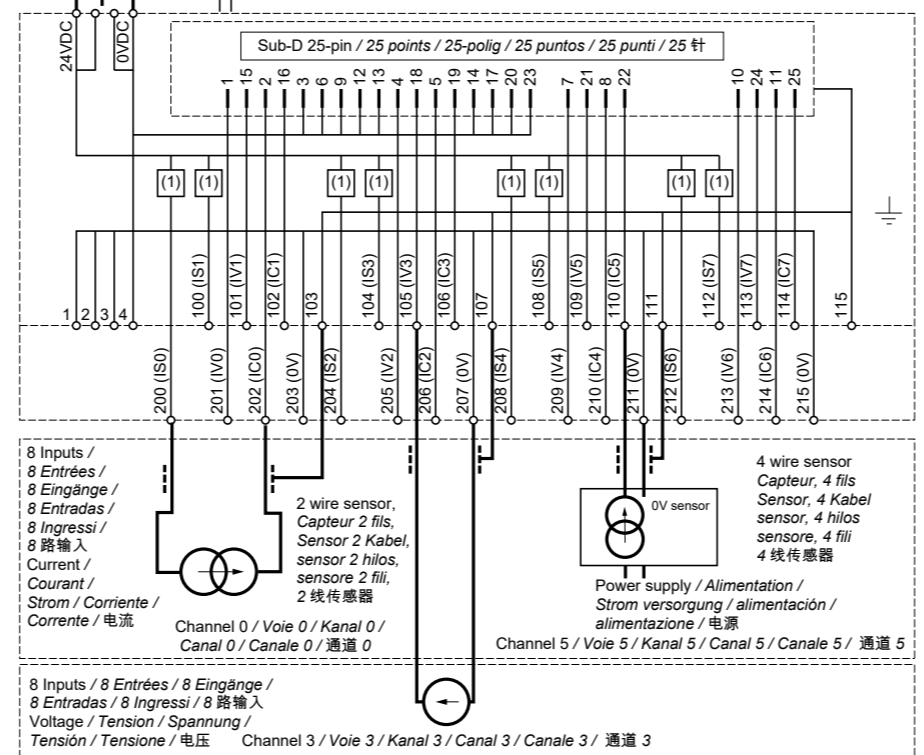 24VDC
0VDC
Sub-D 25-pin / 25 points / 25-polig / 25 puntos / 25 punti / 25 针
1 15 2 16 3 6 9 12 13 4 18 5 19 14 17 20 23 7 21 8 22 10 24 11 25
(1) (1) (1) (1) (1) (1) (1) (1)
1 2 3 4 100 (IS1) 101 (IV1) 102 (IC1) 103 104 (IS3) 105 (IV3) 106 (IC3) 107 108 (IS5) 109 (IV5) 110 (IC5) 111 112 (IS7) 113 (IV7) 114 (IC7) 115
200 (IS0) 201 (IV0) 202 (IC0) 203 (0V) 204 (IS2) 205 (IV2) 206 (IC2) 207 (0V) 208 (IS4) 209 (IV4) 210 (IC4) 211 (0V) 212 (IS6) 213 (IV6) 214 (IC6) 215 (0V)
8 Inputs /
8 Entrées /
8 Eingänge /
8 Entradas /
8 Ingressi /
8 路输入
Current /
Courant /
Strom / Corriente /
Corrente / 电流
2 wire sensor,
Capteur 2 fils,
Sensor 2 Kabel,
sensor 2 hilos,
sensore 2 fili,
2 线传感器
Channel 0 / Voie 0 / Kanal 0 /
Canal 0 / Canale 0 / 通道 0
0V sensor
4 wire sensor
Capteur, 4 fils
Sensor, 4 Kabel
sensor, 4 hilos
sensore, 4 fili
4 线传感器
Power supply / Alimentation /
Strom versorgung / alimentación /
alimentazione / 电源
Channel 5 / Voie 5 / Kanal 5 / Canal 5 / Canale 5 / 通道 5
8 Inputs / 8 Entrées / 8 Eingänge /
8 Entradas / 8 Ingressi / 8 路输入
Voltage / Tension / Spannung /
Tensión / Tensione / 电压
Channel 3 / Voie 3 / Kanal 3 / Canal 3 / Canale 3 / 通道 3